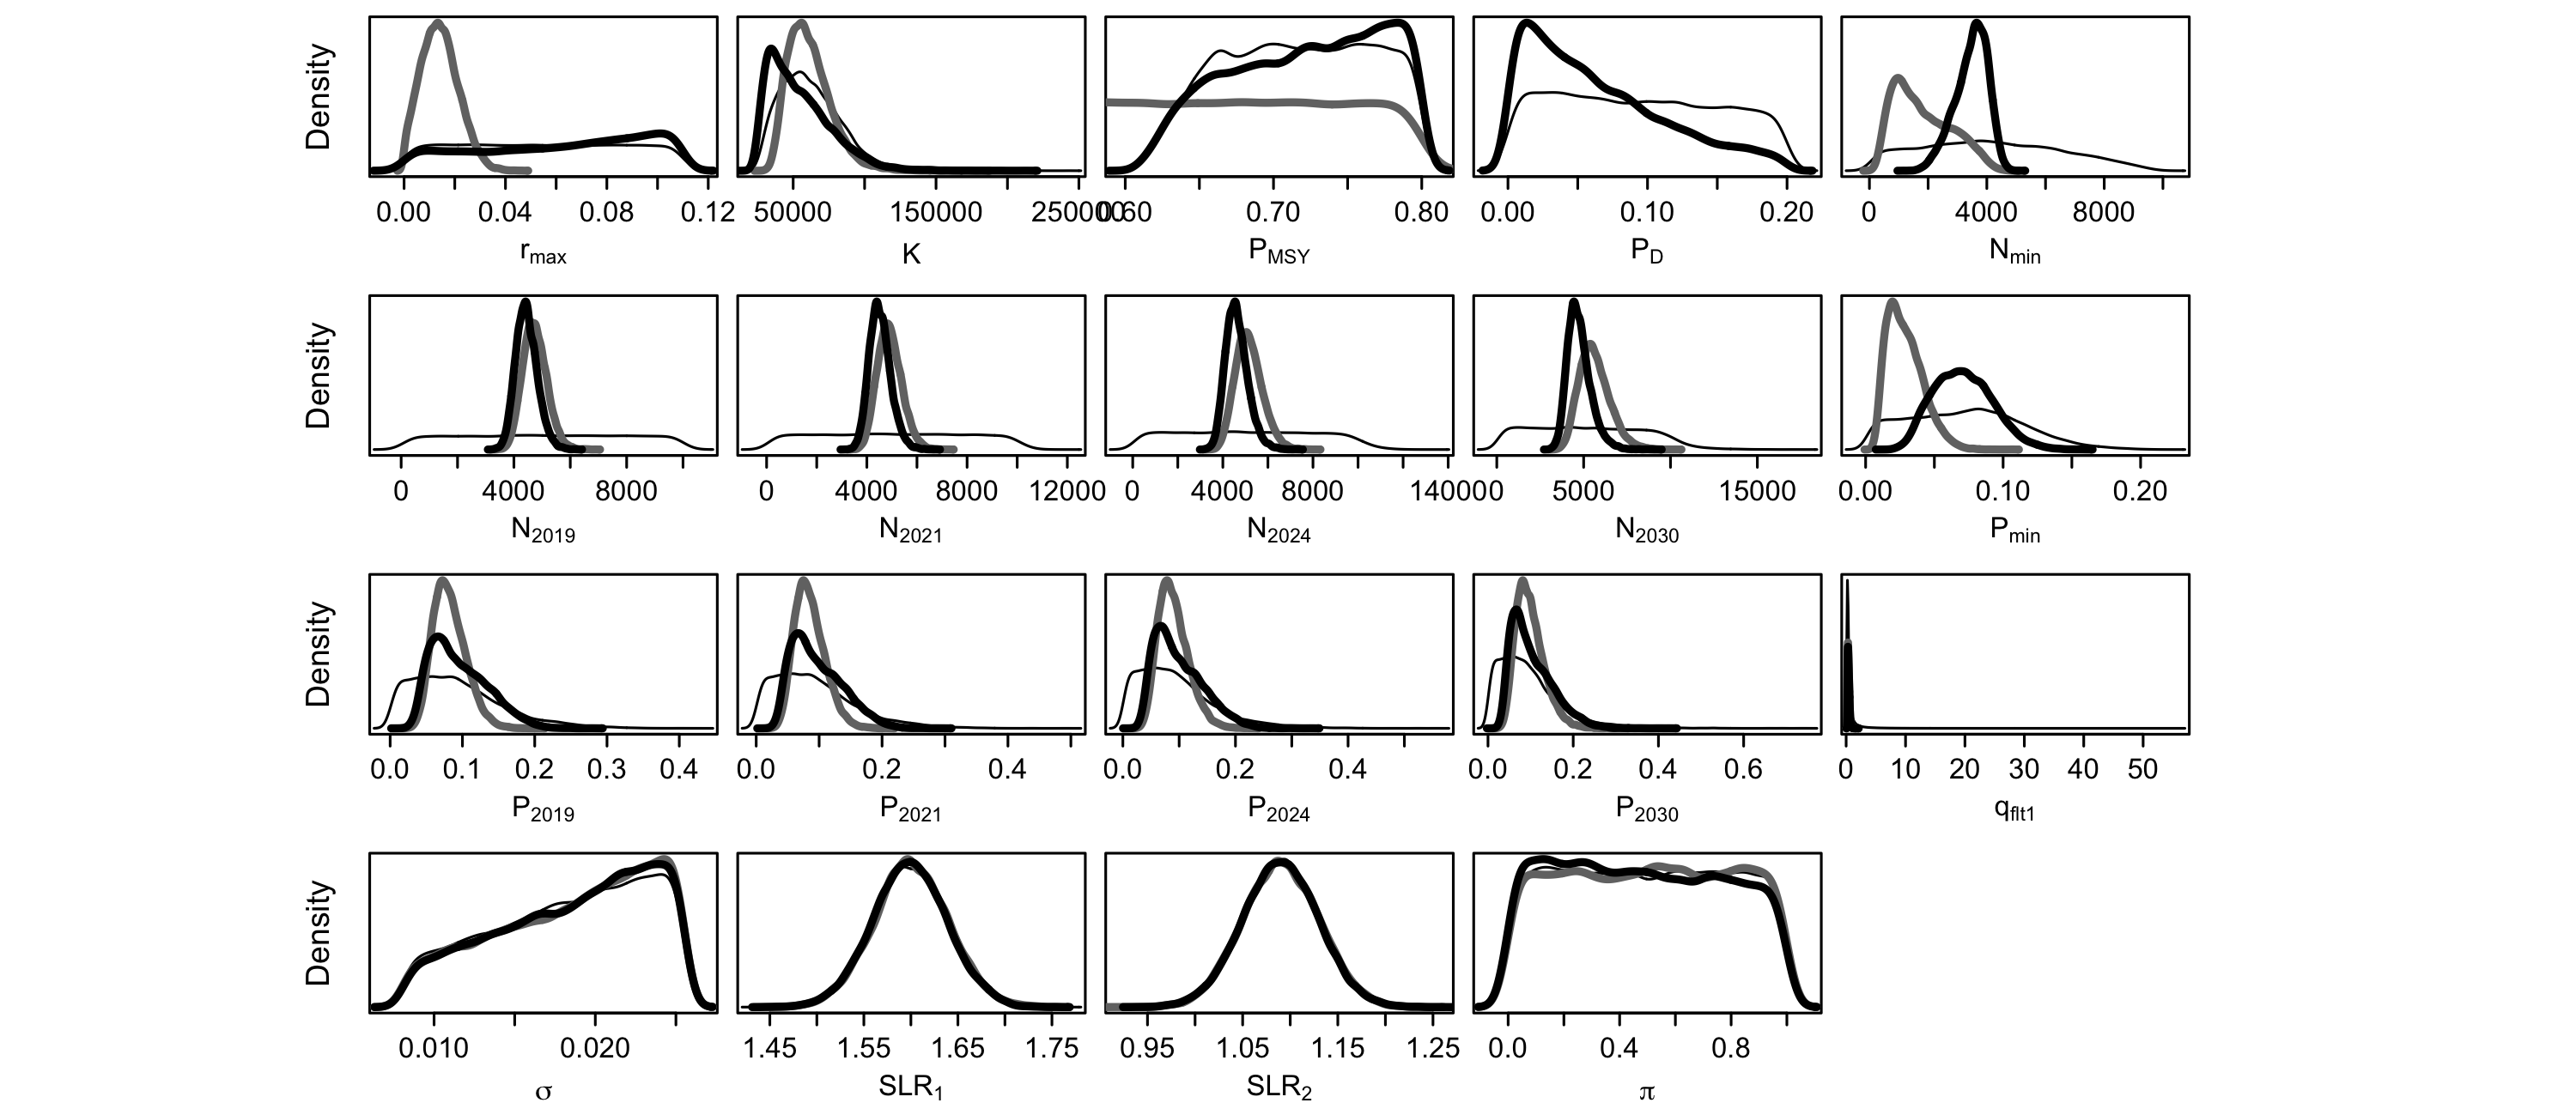 Density
0.00 0.04 0.08 0.12 50000 150000 250000 0.60 0.70 0.80 0.00 0.10 0.20 0 4000 8000
rmax K PMSY PD Nmin
Density
0 4000 8000 0 4000 8000 12000 0 4000 8000 14000 0 5000 15000 0.00 0.10 0.20
N2019 N2021 N2024 N2030 Pmin
Density
0.0 0.1 0.2 0.3 0.4 0.0 0.2 0.4 0.0 0.2 0.4 0.0 0.2 0.4 0.6 0 10 20 30 40 50
P2019 P2021 P2024 P2030 qflt1
Density
0.010 0.020 1.45 1.55 1.65 1.75 0.95 1.05 1.15 1.25 0.0 0.4 0.8
σ SLR1 SLR2 π